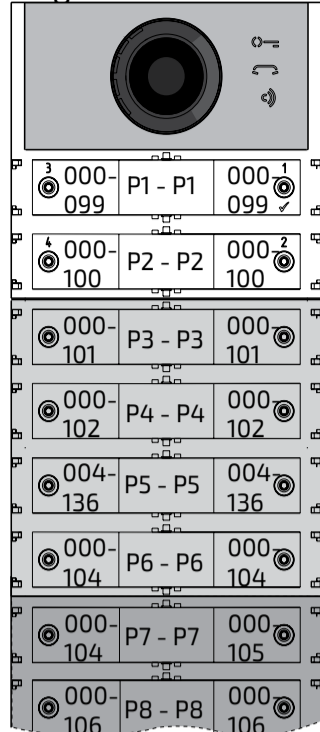 3 000- P1 - P1 000- 1
099 099 ✓
4 000- P2 - P2 000- 2
100 100
000- P3 - P3 000-
101 101
000- P4 - P4 000-
102 102
004- P5 - P5 004-
136 136
000- P6 - P6 000-
104 104
000- P7 - P7 000-
104 105
000- P8 - P8 000-
106 106